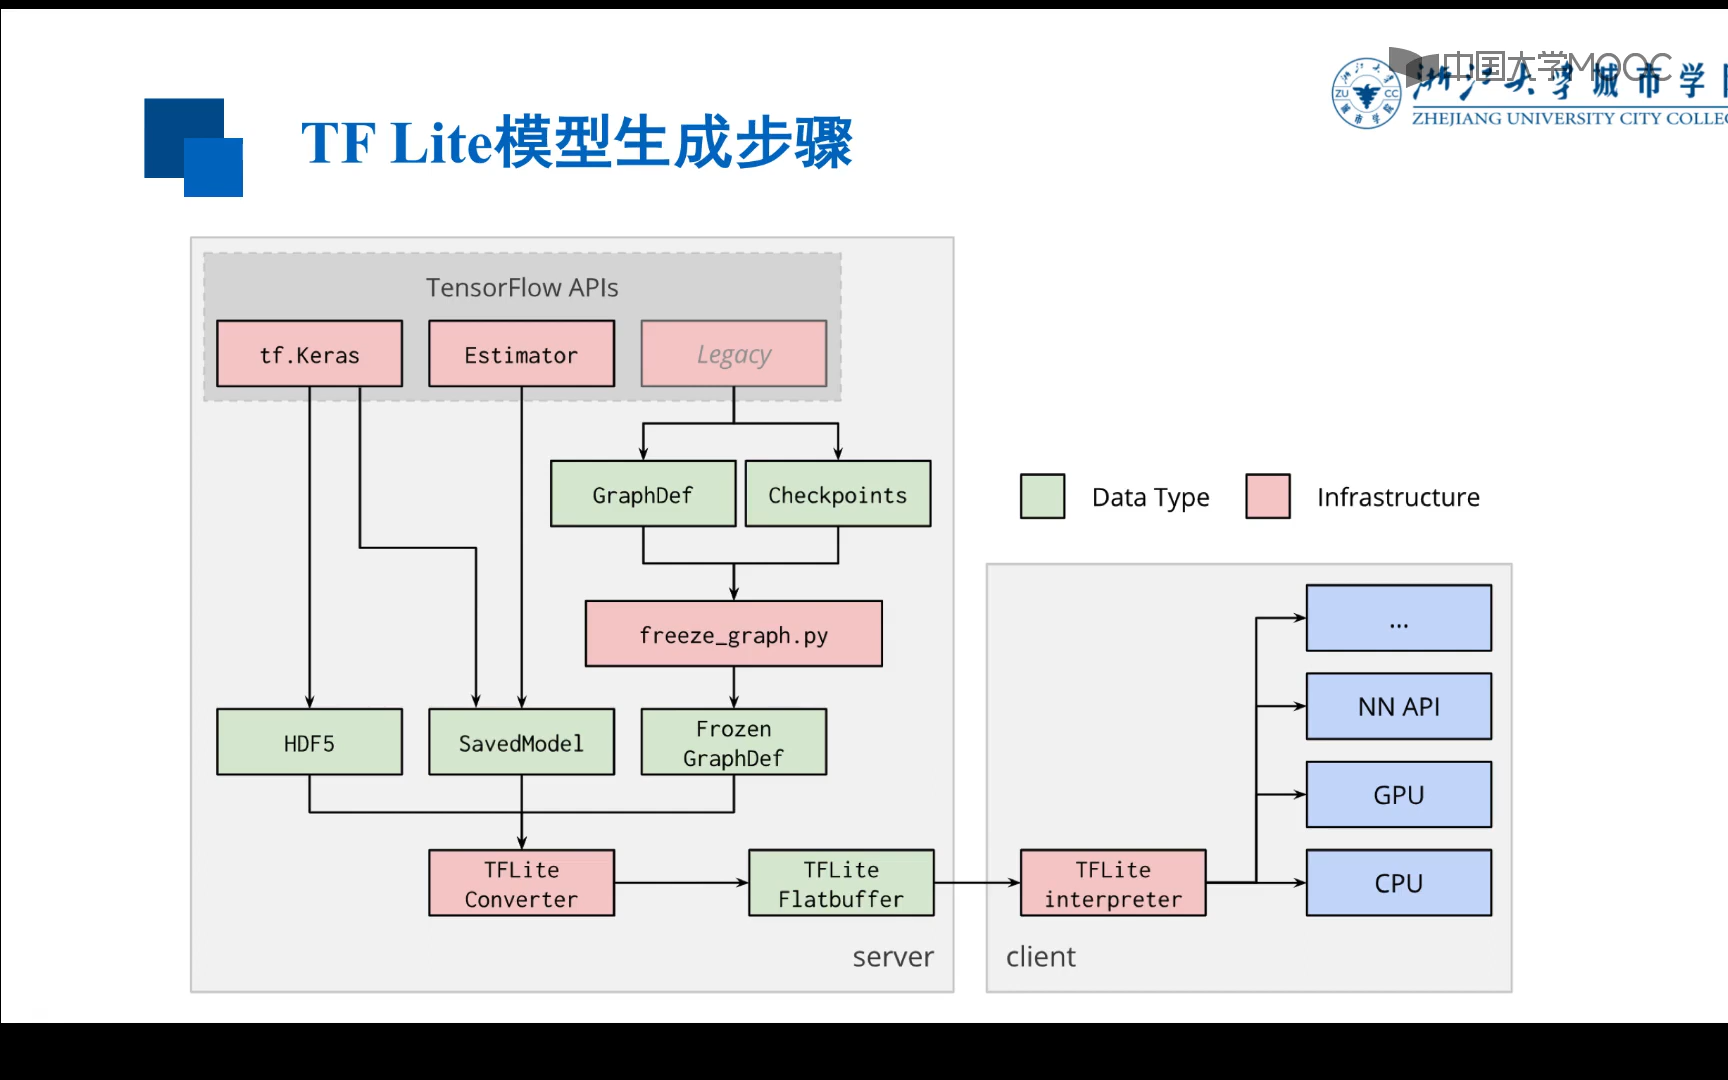 中国大学MOOC
浙江大学城市学
ZHEJIANG UNIVERSITY CITY COLLE
ZU CC
TF Lite模型生成步骤
TensorFlow APIs
tf.Keras
Estimator
Legacy
GraphDef
Checkpoints
Data Type
Infrastructure
freeze_graph.py
...
NN API
HDF5
SavedModel
Frozen
GraphDef
GPU
TFLite
Converter
TFLite
Flatbuffer
TFLite
interpreter
CPU
server
client